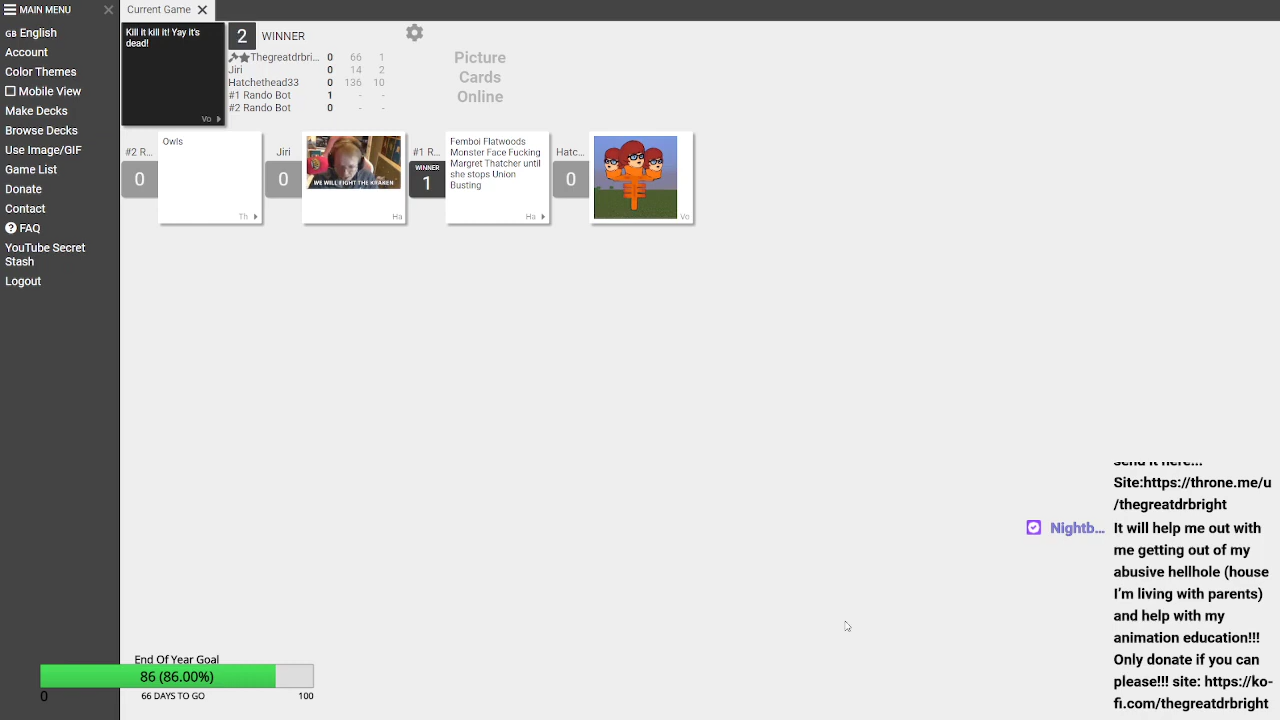 MAIN MENU
GB English
Account
Color Themes
Mobile View
Make Decks
Browse Decks
Use Image/GIF
Game List
Donate
Contact
? FAQ
YouTube Secret
Stash
Logout
Current Game
Kill it kill it! Yay it's
dead!
Vo
2 WINNER
Thegreatdrbri... 0 66 1
Jiri 0 14 2
Hatchethead33 0 136 10
#1 Rando Bot 1 - -
#2 Rando Bot 0 - -
Picture
Cards
Online
#2 R...
0
Owls
Th
Jiri
0
WE WILL FIGHT THE KRAKEN
Ha
#1 R...
WINNER
1
Femboi Flatwoods
Monster Face Fucking
Margret Thatcher until
she stops Union
Busting
Ha
Hatc...
0
Vo
send it here...
Site:https://throne.me/u
/thegreatdrbright
Nightb... It will help me out with
me getting out of my
abusive hellhole (house
I'm living with parents)
and help with my
animation education!!!
Only donate if you can
please!!! site: https://ko-
fi.com/thegreatdrbright
End Of Year Goal
86 (86.00%)
0 66 DAYS TO GO 100